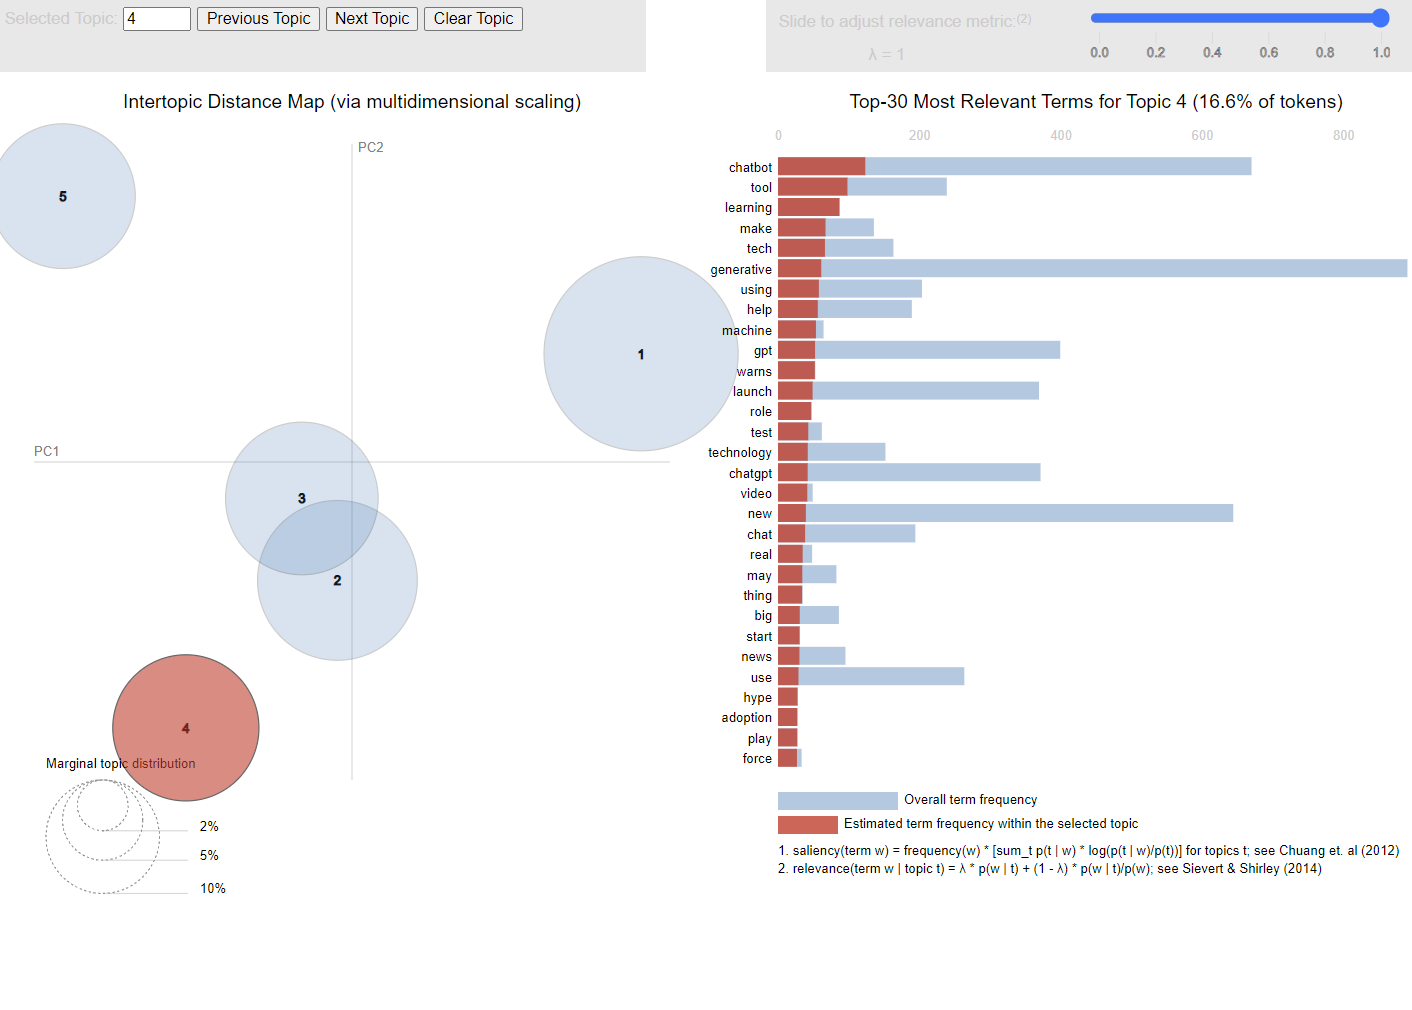 Selected Topic: 4 Previous Topic Next Topic Clear Topic
Slide to adjust relevance metric:(2)
λ = 1
0.0 0.2 0.4 0.6 0.8 1.0
Intertopic Distance Map (via multidimensional scaling)
PC2
PC1
5
1
3
2
4
Marginal topic distribution
2%
5%
10%
Top-30 Most Relevant Terms for Topic 4 (16.6% of tokens)
0 200 400 600 800
chatbot
tool
learning
make
tech
generative
using
help
machine
gpt
warns
launch
role
test
technology
chatgpt
video
new
chat
real
may
thing
big
start
news
use
hype
adoption
play
force
Overall term frequency
Estimated term frequency within the selected topic
1. saliency(term w) = frequency(w) * [sum_t p(t | w) * log(p(t | w)/p(t))] for topics t; see Chuang et. al (2012)
2. relevance(term w | topic t) = λ * p(w | t) + (1 - λ) * p(w | t)/p(w); see Sievert & Shirley (2014)